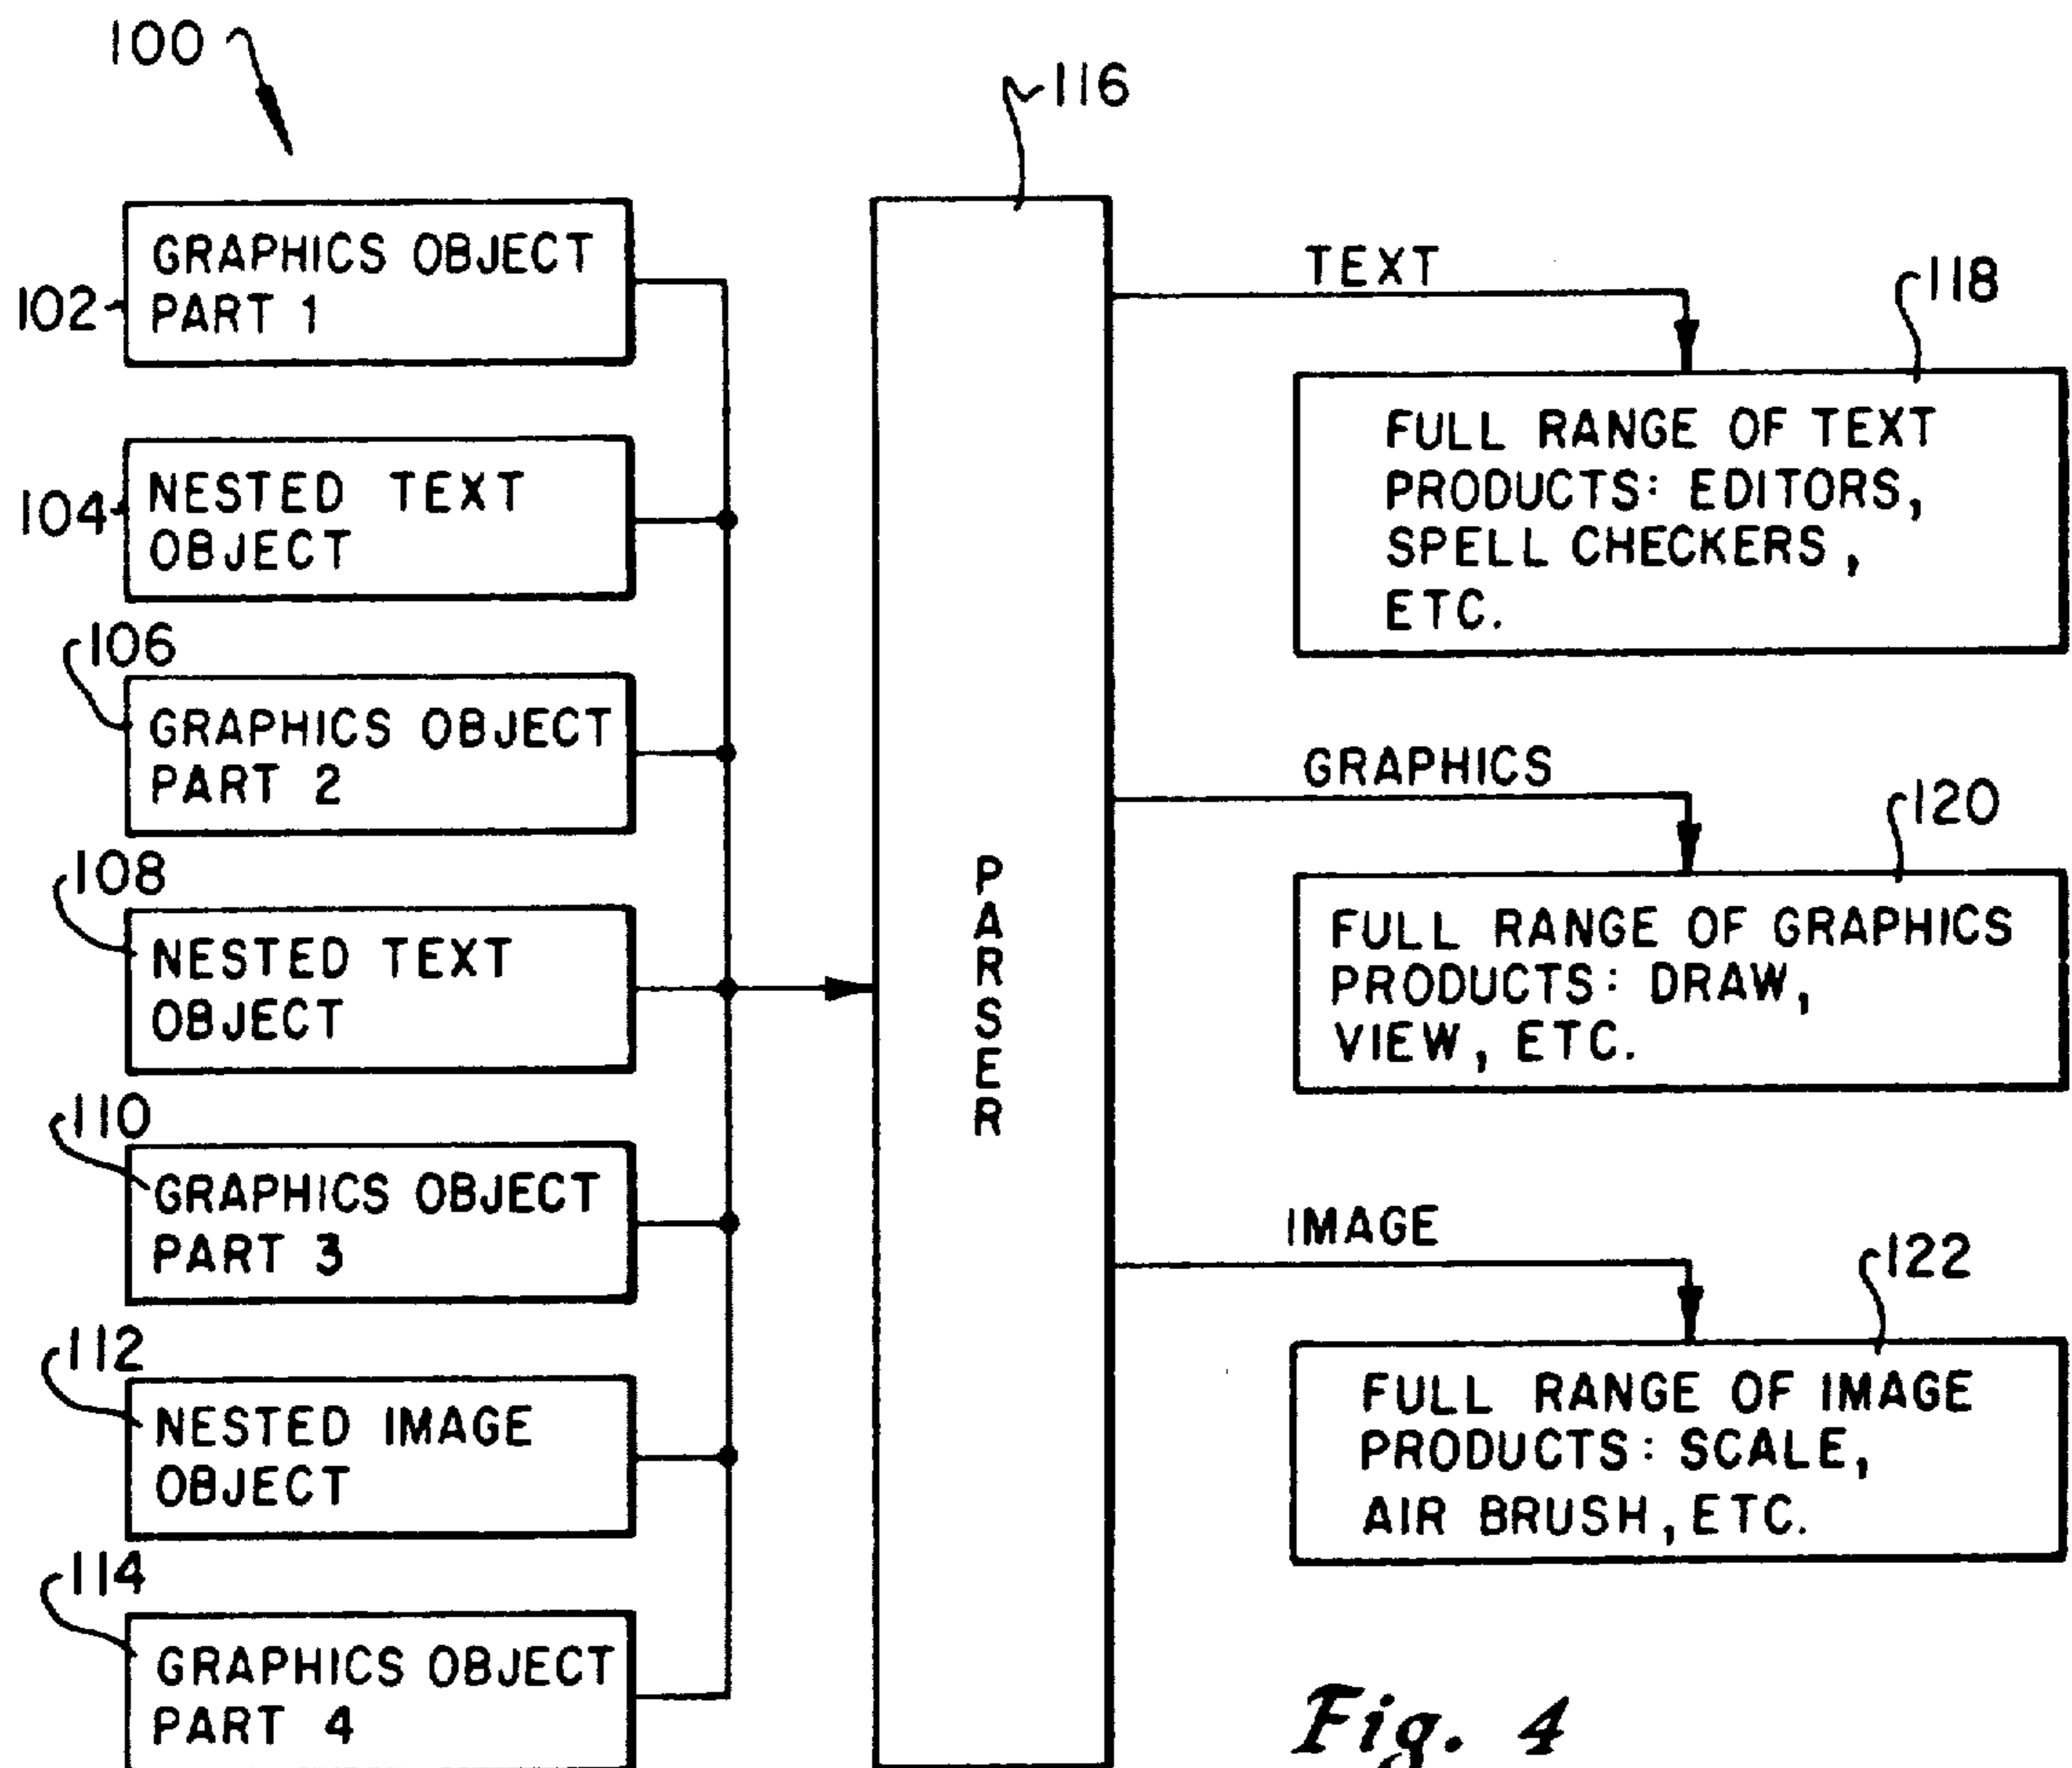 100
116
GRAPHICS OBJECT
PART 1
102
NESTED TEXT
OBJECT
104
106
GRAPHICS OBJECT
PART 2
108
NESTED TEXT
OBJECT
110
GRAPHICS OBJECT
PART 3
112
NESTED IMAGE
OBJECT
114
GRAPHICS OBJECT
PART 4
PARSER
TEXT
118
FULL RANGE OF TEXT
PRODUCTS: EDITORS,
SPELL CHECKERS,
ETC.
GRAPHICS
120
FULL RANGE OF GRAPHICS
PRODUCTS: DRAW,
VIEW, ETC.
IMAGE
122
FULL RANGE OF IMAGE
PRODUCTS: SCALE,
AIR BRUSH, ETC.
Fig. 4